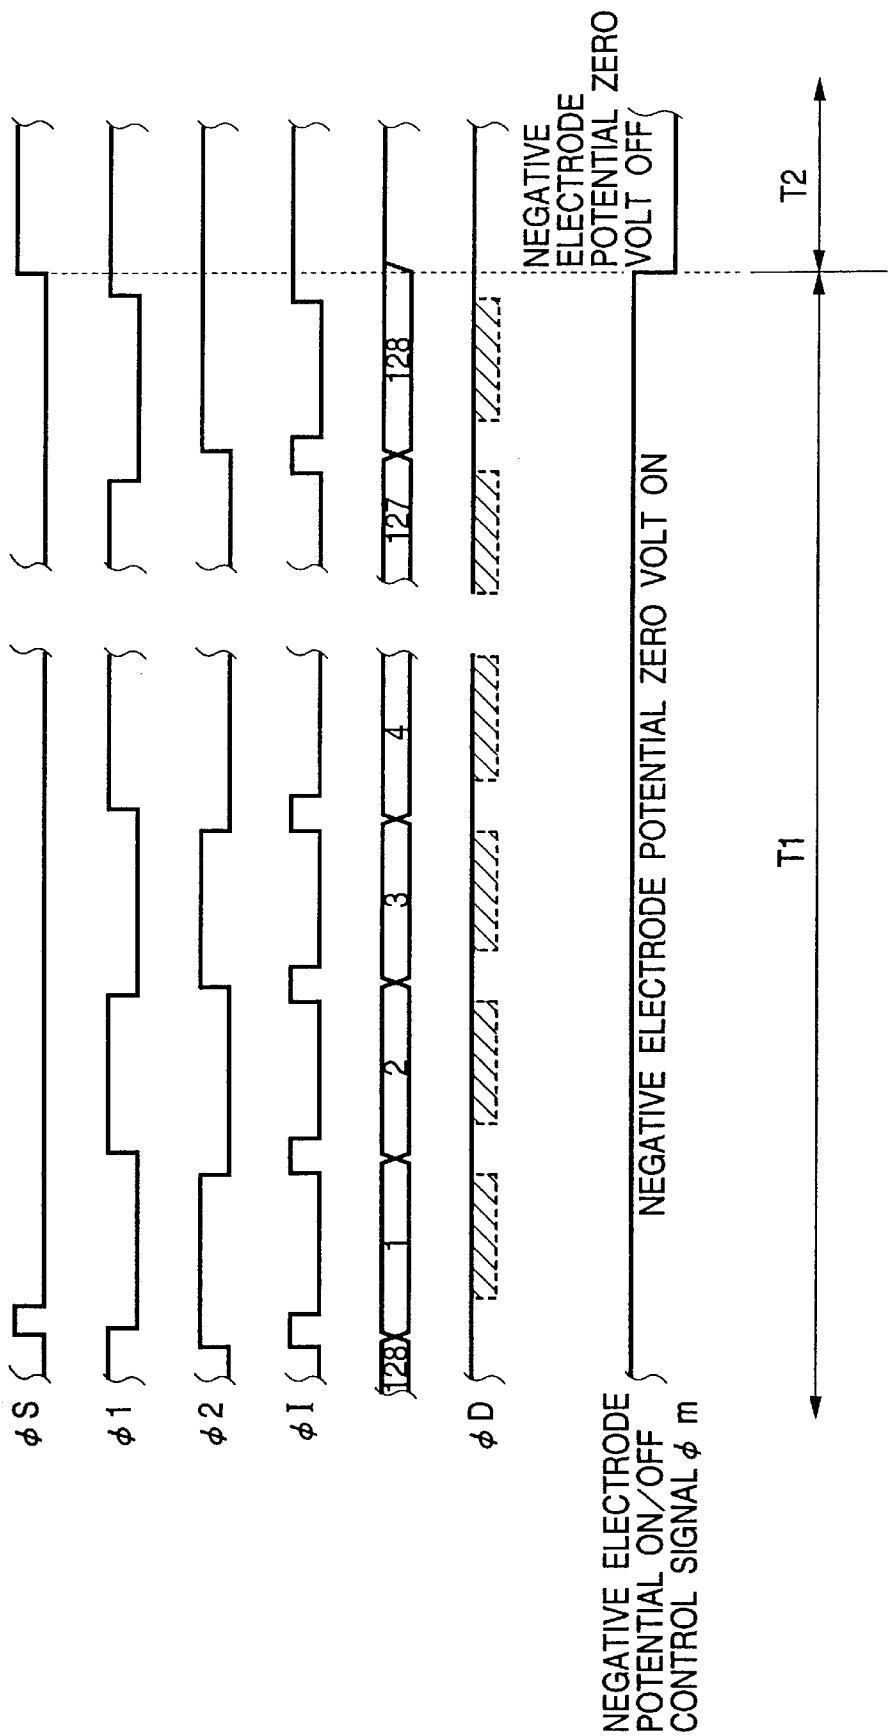 φS
φ1
φ2
φI
128 1 2 3 4 127 128
φD
NEGATIVE
ELECTRODE
POTENTIAL ZERO
VOLT OFF
NEGATIVE ELECTRODE
POTENTIAL ON/OFF
CONTROL SIGNAL φ m
NEGATIVE ELECTRODE POTENTIAL ZERO VOLT ON
T1
T2